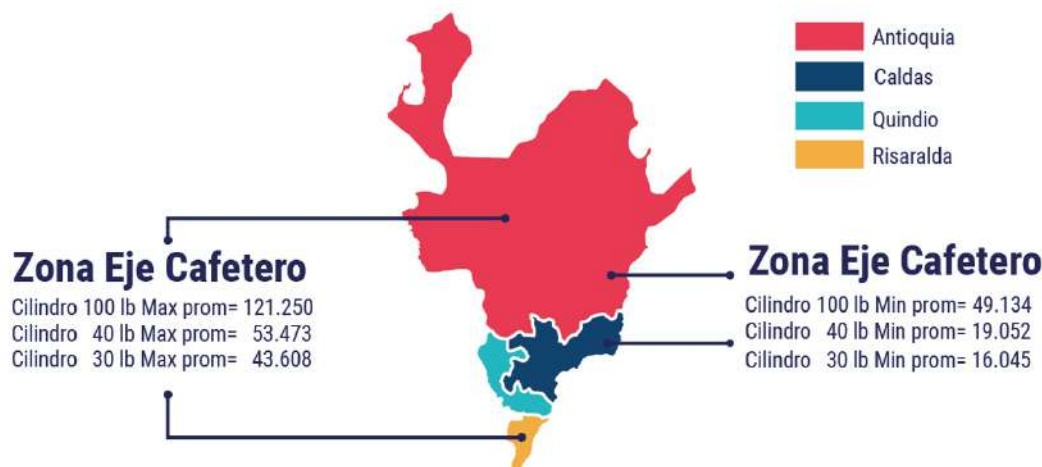 Antioquia
Caldas
Quindio
Risaralda
Zona Eje Cafetero
Cilindro 100 lb Max prom= 121.250
Cilindro 40 lb Max prom= 53.473
Cilindro 30 lb Max prom= 43.608
Zona Eje Cafetero
Cilindro 100 lb Min prom= 49.134
Cilindro 40 lb Min prom= 19.052
Cilindro 30 lb Min prom= 16.045